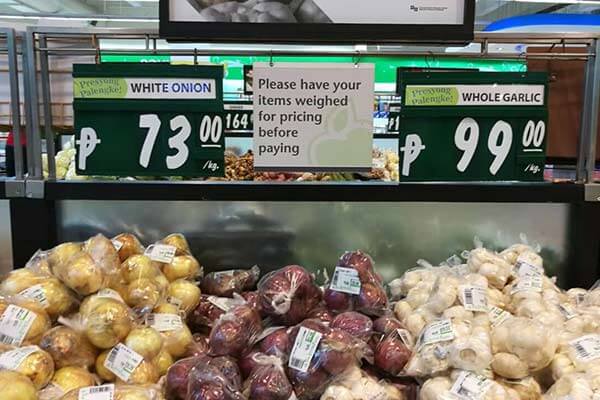 Presyong
Palengke!
WHITE ONION
₱ 73 00
/kg.
164
Please have your
items weighed
for pricing
before
paying
Presyong
Palengke!
WHOLE GARLIC
₱ 99 00
/kg.